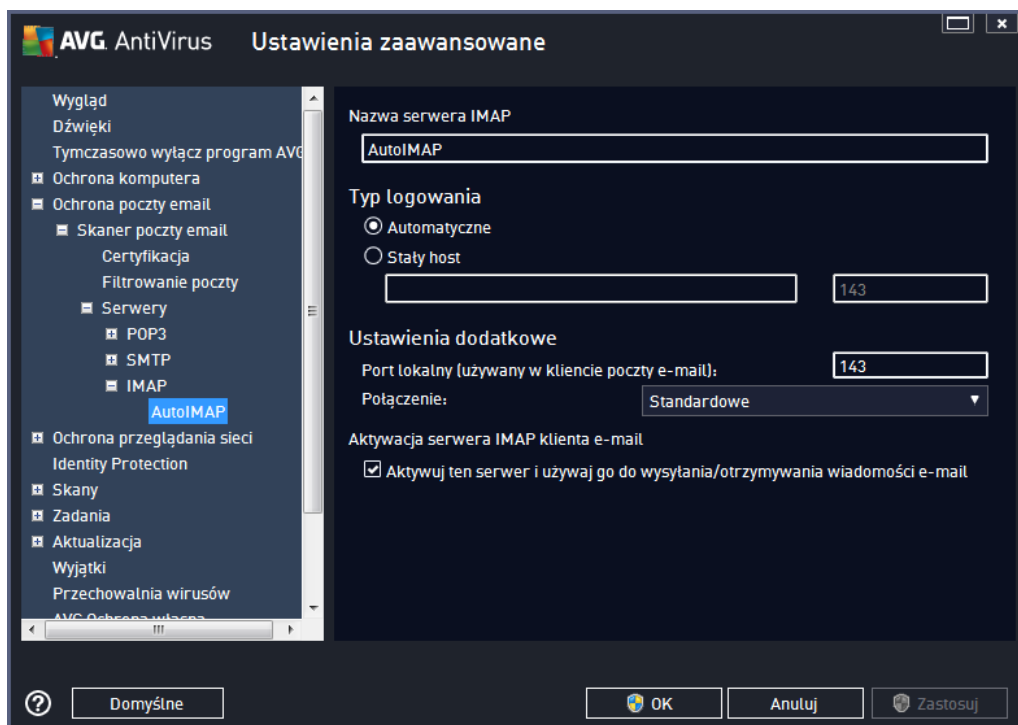 AVG. AntiVirus Ustawienia zaawansowane
Wygląd
Dźwięki
Tymczasowo wyłącz program AVG
Ochrona komputera
Ochrona poczty email
Skaner poczty email
Certyfikacja
Filtrowanie poczty
Serwery
POP3
SMTP
IMAP
AutoIMAP
Ochrona przeglądania sieci
Identity Protection
Skany
Zadania
Aktualizacja
Wyjątki
Przechowalnia wirusów
AVG Ochrona własna
Nazwa serwera IMAP
AutoIMAP
Typ logowania
Automatyczne
Stały host
143
Ustawienia dodatkowe
Port lokalny (używany w kliencie poczty e-mail): 143
Połączenie: Standardowe
Aktywacja serwera IMAP klienta e-mail
Aktywuj ten serwer i używaj go do wysyłania/otrzymywania wiadomości e-mail
? Domyślne OK Anuluj Zastosuj